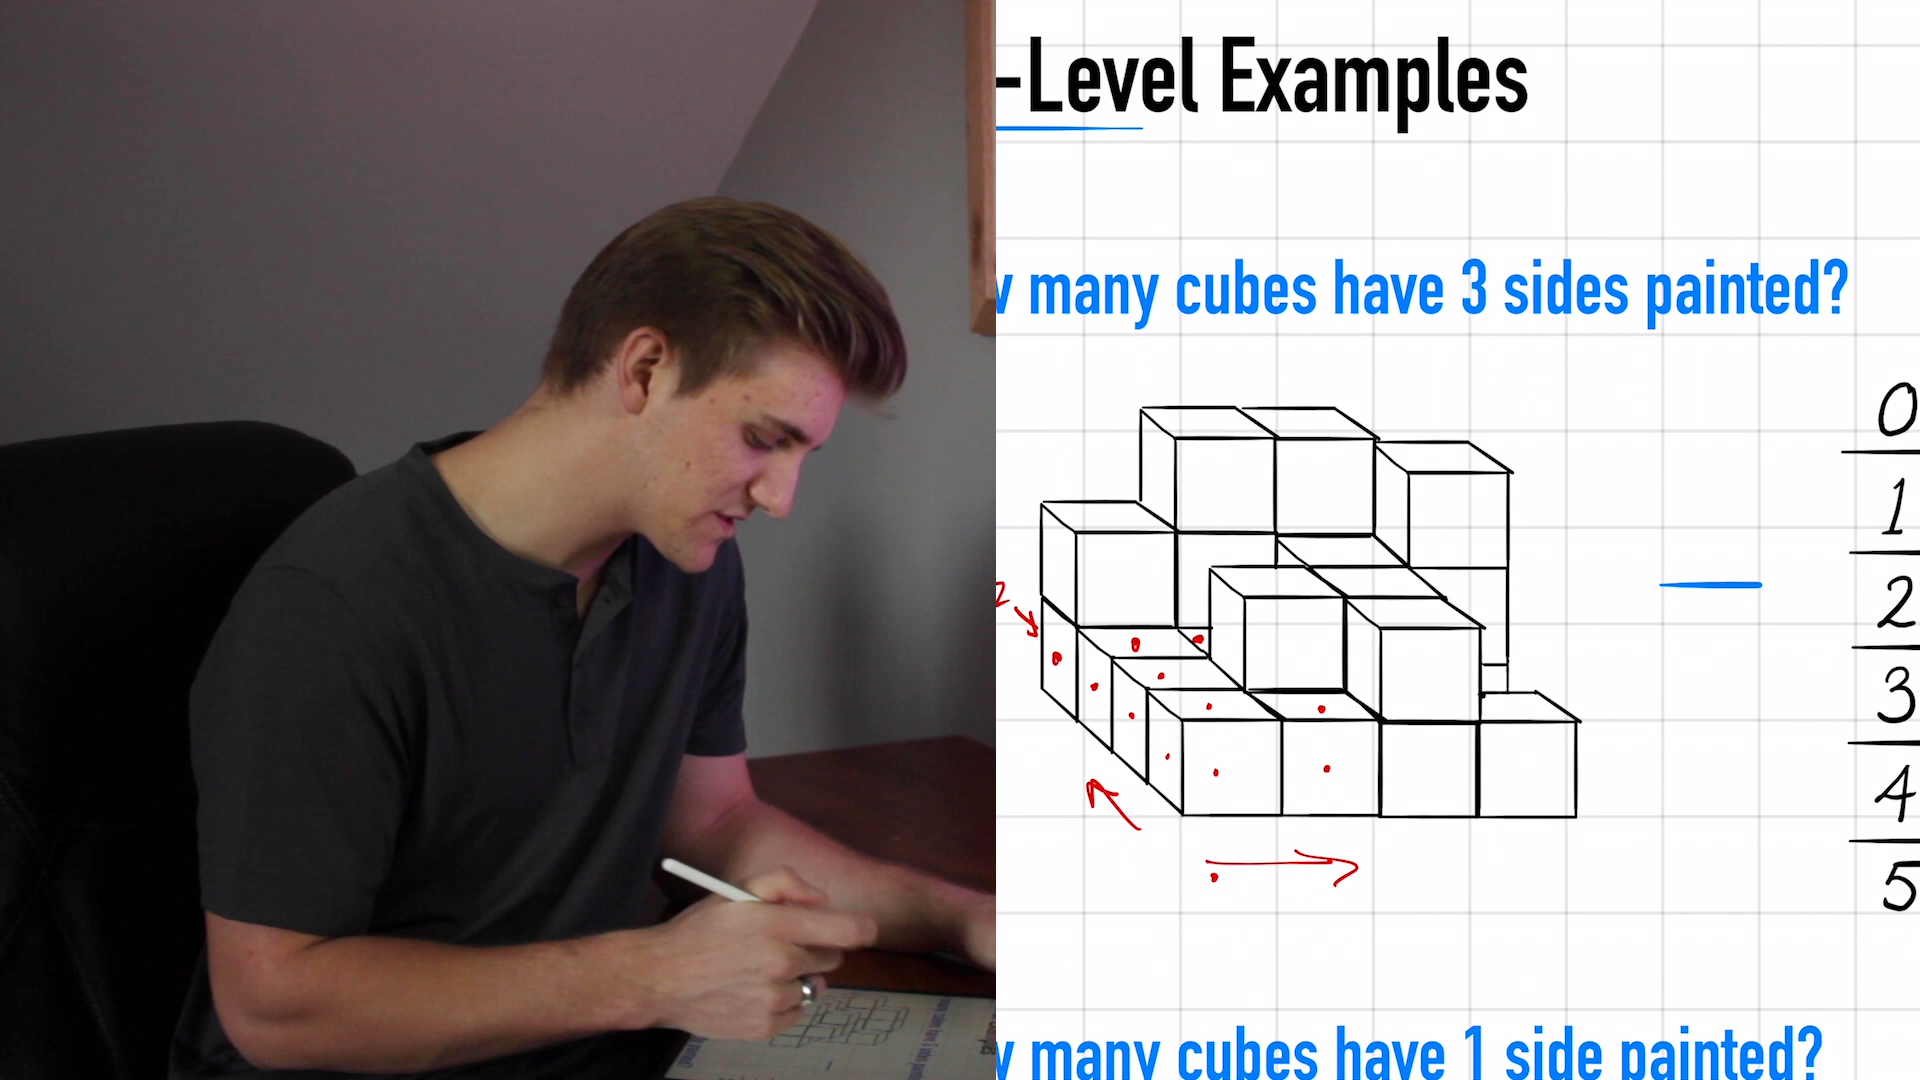 -Level Examples
w many cubes have 3 sides painted?
0
1
2
2
3
4
5
w many cubes have 1 side painted?